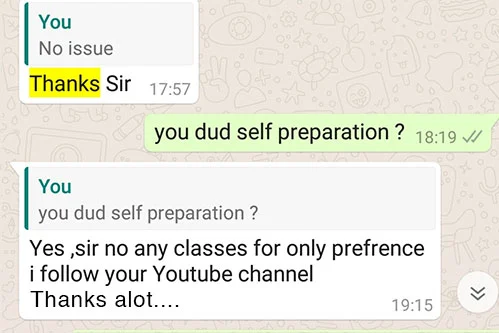 You
No issue
Thanks Sir 17:57
you dud self preparation ? 18:19
You
you dud self preparation ?
Yes ,sir no any classes for only prefrence
i follow your Youtube channel
Thanks alot....
19:15